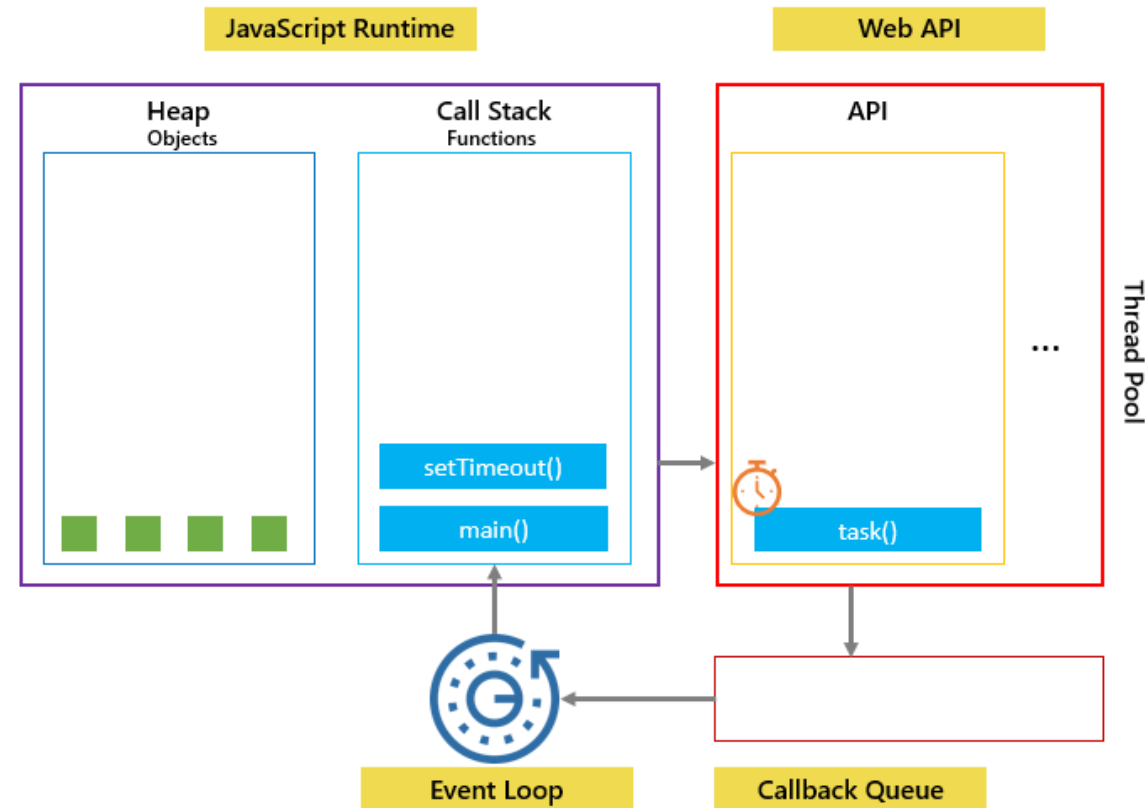 JavaScript Runtime
Web API
Heap
Objects
Call Stack
Functions
API
Thread Pool
...
setTimeout()
main()
task()
Event Loop
Callback Queue